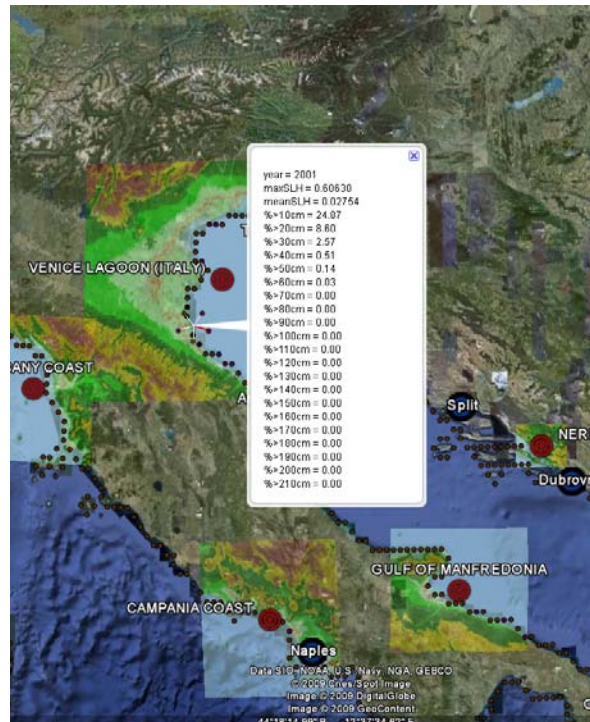 year = 2001
maxSLH = 0.60630
meanSLH = 0.02754
%>10cm = 24.07
%>20cm = 8.60
%>30cm = 2.57
%>40cm = 0.51
%>50cm = 0.14
%>60cm = 0.03
%>70cm = 0.00
%>80cm = 0.00
%>90cm = 0.00
%>100cm = 0.00
%>110cm = 0.00
%>120cm = 0.00
%>130cm = 0.00
%>140cm = 0.00
%>150cm = 0.00
%>160cm = 0.00
%>170cm = 0.00
%>180cm = 0.00
%>190cm = 0.00
%>200cm = 0.00
%>210cm = 0.00
VENICE LAGOON (ITALY)
ANY COAST
Split
NER
Dubrovn
GULF OF MANFREDONIA
CAMPANIA COAST
Naples
Data SIO, NOAA, U.S. Navy, NGA, GEBCO
© 2009 Cnes/Spot Image
Image © 2009 DigitalGlobe
Image © 2009 GeoContent